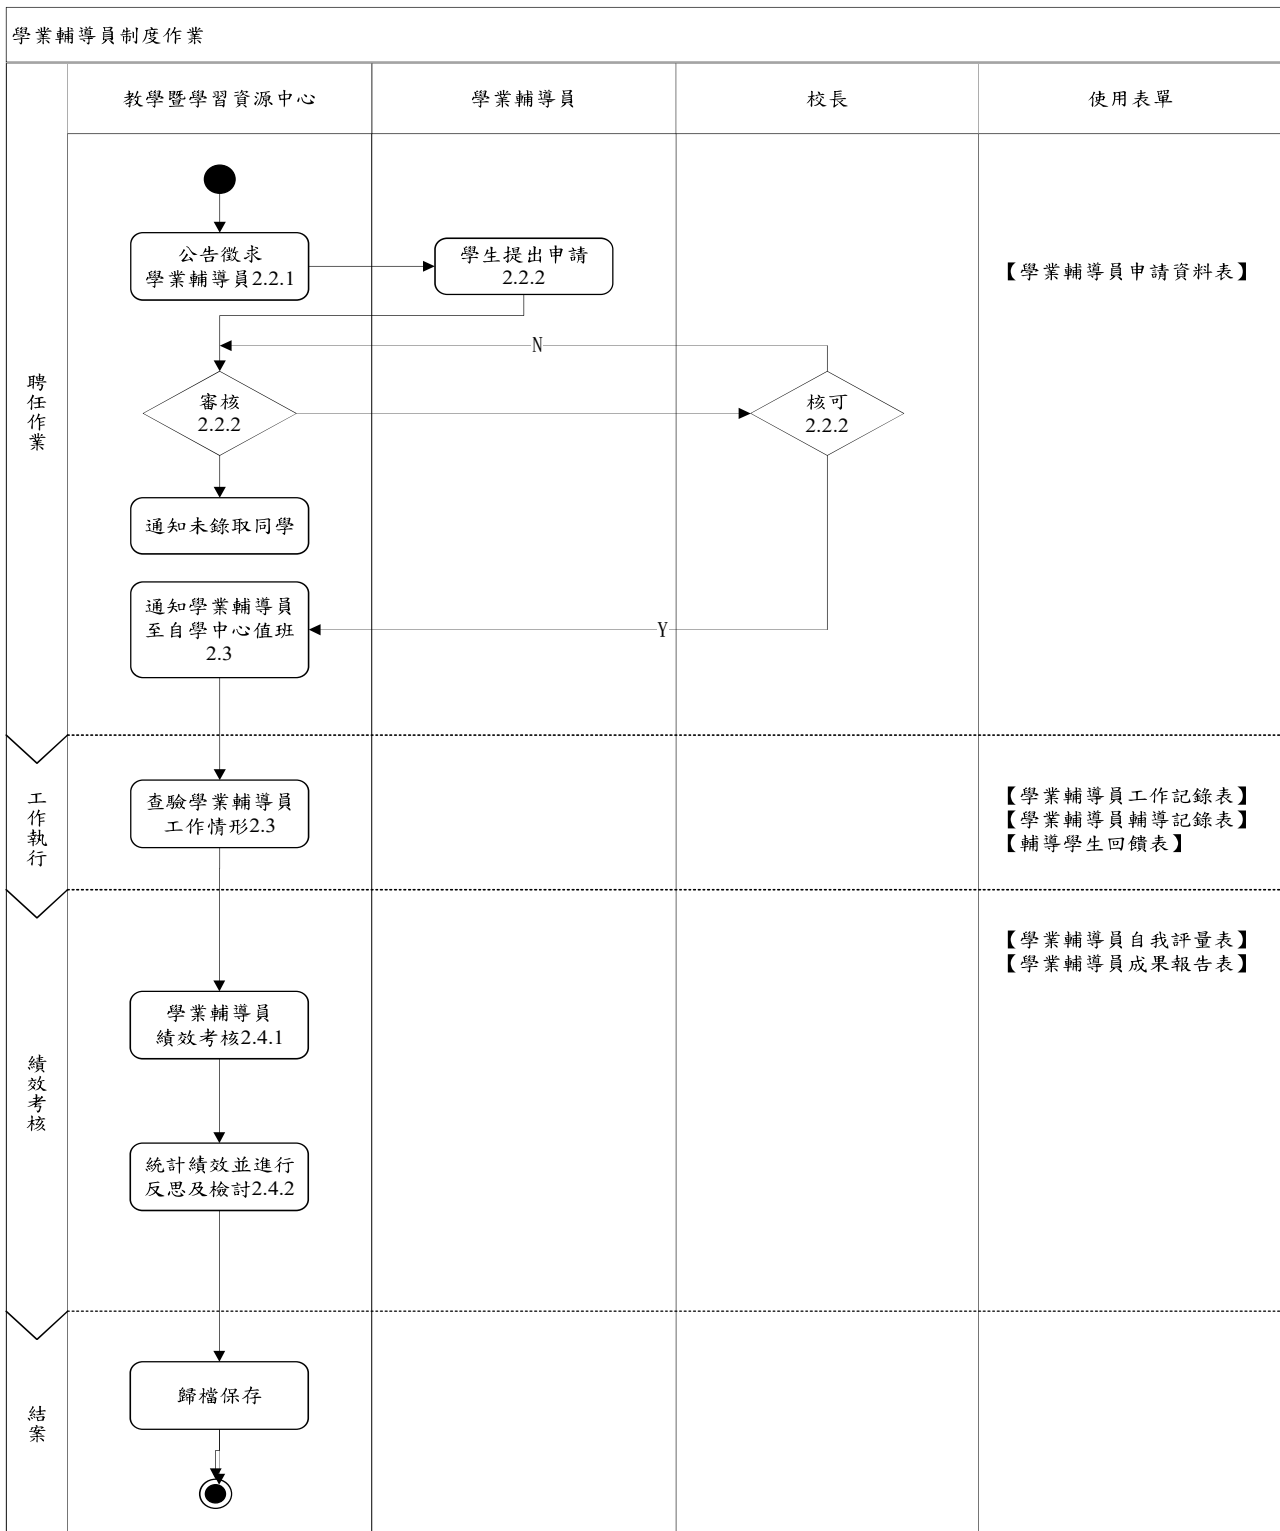 學業輔導員制度作業
教學暨學習資源中心
學業輔導員
校長
使用表單
聘任作業
公告徵求
學業輔導員2.2.1
學生提出申請
2.2.2
【學業輔導員申請資料表】
N
審核
2.2.2
核可
2.2.2
通知未錄取同學
通知學業輔導員
至自學中心值班
2.3
Y
工作執行
查驗學業輔導員
工作情形2.3
【學業輔導員工作記錄表】
【學業輔導員輔導記錄表】
【輔導學生回饋表】
績效考核
【學業輔導員自我評量表】
【學業輔導員成果報告表】
學業輔導員
績效考核2.4.1
統計績效並進行
反思及檢討2.4.2
結案
歸檔保存